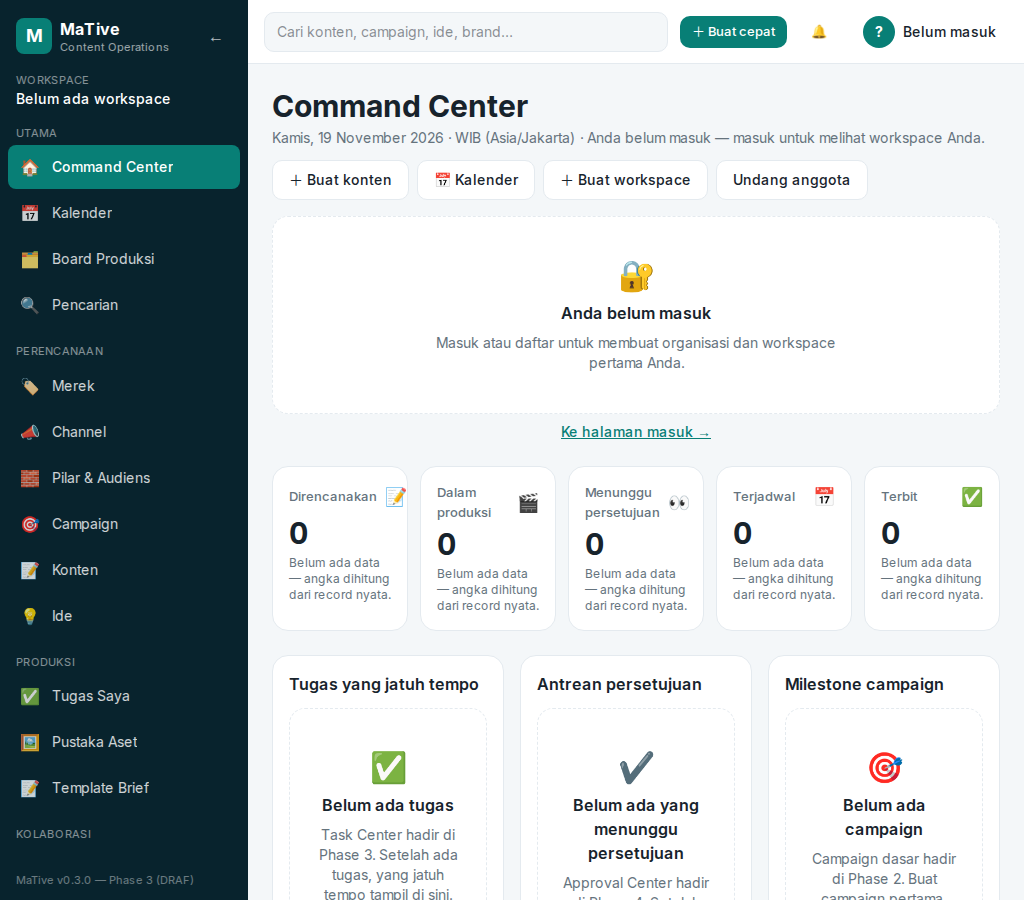 M
MaTive
Content Operations
←
WORKSPACE
Belum ada workspace
UTAMA
Command Center
Kalender
Board Produksi
Pencarian
PERENCANAAN
Merek
Channel
Pilar & Audiens
Campaign
Konten
Ide
PRODUKSI
Tugas Saya
Pustaka Aset
Template Brief
KOLABORASI
MaTive v0.3.0 — Phase 3 (DRAF)
Cari konten, campaign, ide, brand...
＋ Buat cepat
?
Belum masuk
Command Center
Kamis, 19 November 2026 · WIB (Asia/Jakarta) · Anda belum masuk — masuk untuk melihat workspace Anda.
＋ Buat konten
Kalender
＋ Buat workspace
Undang anggota
Anda belum masuk
Masuk atau daftar untuk membuat organisasi dan workspace
pertama Anda.
Ke halaman masuk →
Direncanakan
0
Belum ada data
— angka dihitung
dari record nyata.
Dalam
produksi
0
Belum ada data
— angka dihitung
dari record nyata.
Menunggu
persetujuan
0
Belum ada data
— angka dihitung
dari record nyata.
Terjadwal
0
Belum ada data
— angka dihitung
dari record nyata.
Terbit
0
Belum ada data
— angka dihitung
dari record nyata.
Tugas yang jatuh tempo
Belum ada tugas
Task Center hadir di
Phase 3. Setelah ada
tugas, yang jatuh
tempo tampil di sini.
Antrean persetujuan
Belum ada yang
menunggu
persetujuan
Approval Center hadir
di Phase 4. Setelah
Milestone campaign
Belum ada
campaign
Campaign dasar hadir
di Phase 2. Buat
campaign pertama